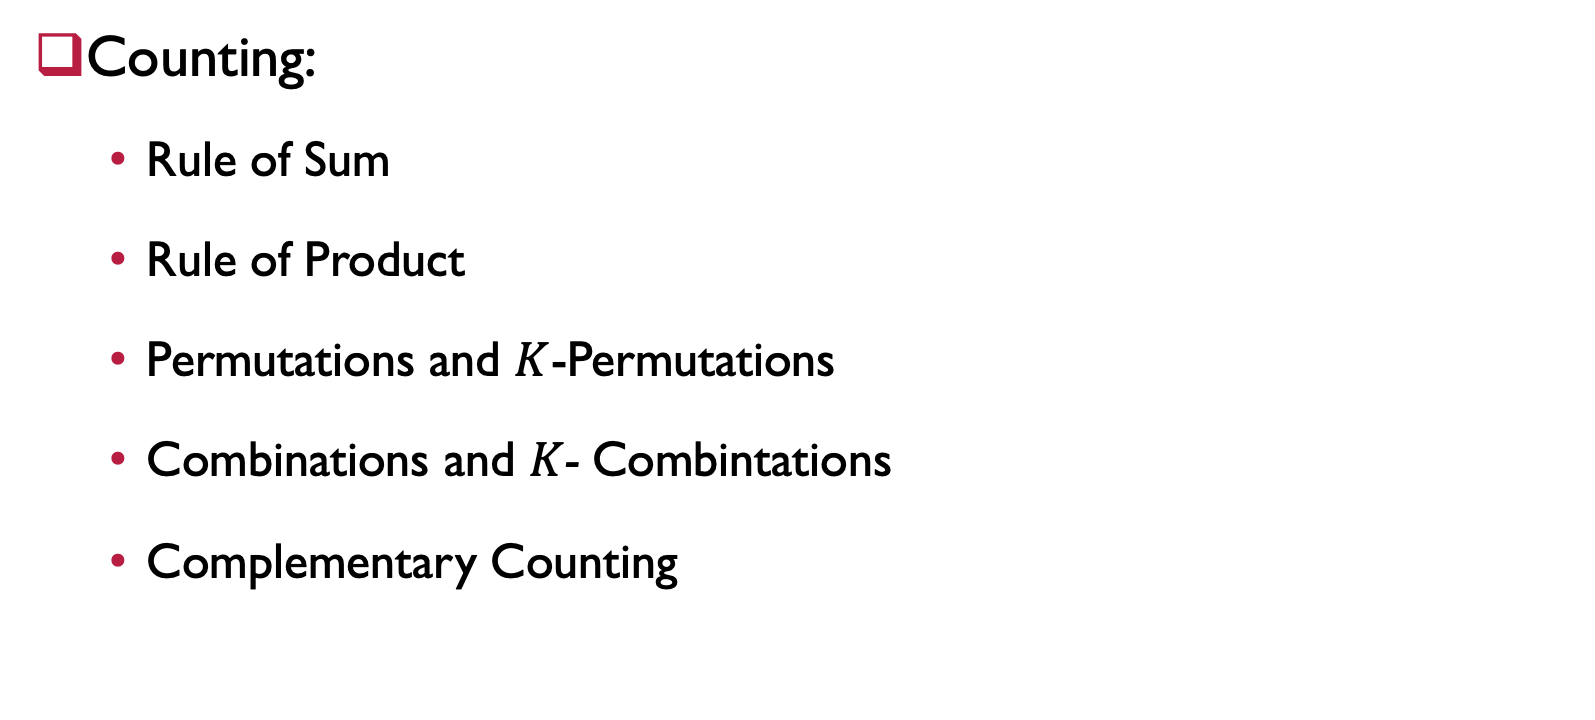 Counting:
• Rule of Sum
• Rule of Product
• Permutations and K-Permutations
• Combinations and K- Combintations
• Complementary Counting